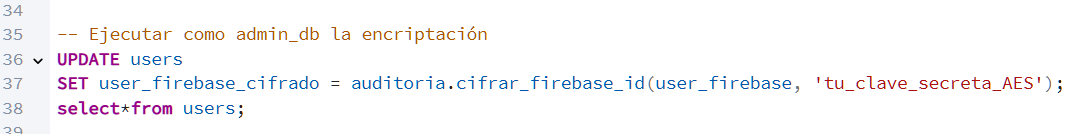 34
35 -- Ejecutar como admin_db la encriptación
36 UPDATE users
37 SET user_firebase_cifrado = auditoria.cifrar_firebase_id(user_firebase, 'tu_clave_secreta_AES');
38 select*from users;
39